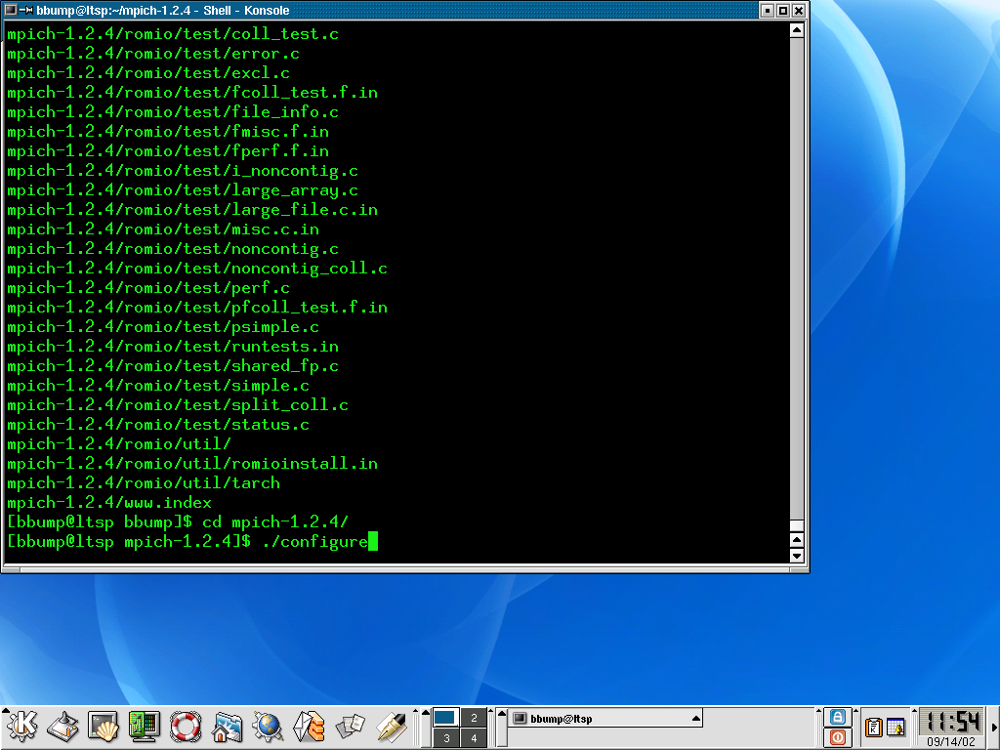 bbump@ltsp:~/mpich-1.2.4 - Shell - Konsole
mpich-1.2.4/romio/test/coll_test.c
mpich-1.2.4/romio/test/error.c
mpich-1.2.4/romio/test/excl.c
mpich-1.2.4/romio/test/fcoll_test.f.in
mpich-1.2.4/romio/test/file_info.c
mpich-1.2.4/romio/test/fmisc.f.in
mpich-1.2.4/romio/test/fperf.f.in
mpich-1.2.4/romio/test/i_noncontig.c
mpich-1.2.4/romio/test/large_array.c
mpich-1.2.4/romio/test/large_file.c.in
mpich-1.2.4/romio/test/misc.c.in
mpich-1.2.4/romio/test/noncontig.c
mpich-1.2.4/romio/test/noncontig_coll.c
mpich-1.2.4/romio/test/perf.c
mpich-1.2.4/romio/test/pfcoll_test.f.in
mpich-1.2.4/romio/test/psimple.c
mpich-1.2.4/romio/test/runtests.in
mpich-1.2.4/romio/test/shared_fp.c
mpich-1.2.4/romio/test/simple.c
mpich-1.2.4/romio/test/split_coll.c
mpich-1.2.4/romio/test/status.c
mpich-1.2.4/romio/util/
mpich-1.2.4/romio/util/romioinstall.in
mpich-1.2.4/romio/util/tarch
mpich-1.2.4/www.index
[bbump@ltsp bbump]$ cd mpich-1.2.4/
[bbump@ltsp mpich-1.2.4]$ ./configure
2
3 4
bbump@ltsp
11:54
09/14/02